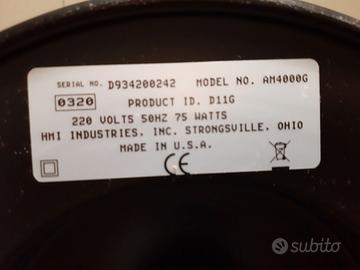 SERIAL NO. D934200242 MODEL NO. AM4000G
0320 PRODUCT ID. D11G
220 VOLTS 50HZ 75 WATTS
HMI INDUSTRIES, INC. STRONGSVILLE, OHIO
MADE IN U.S.A.
CE
subito